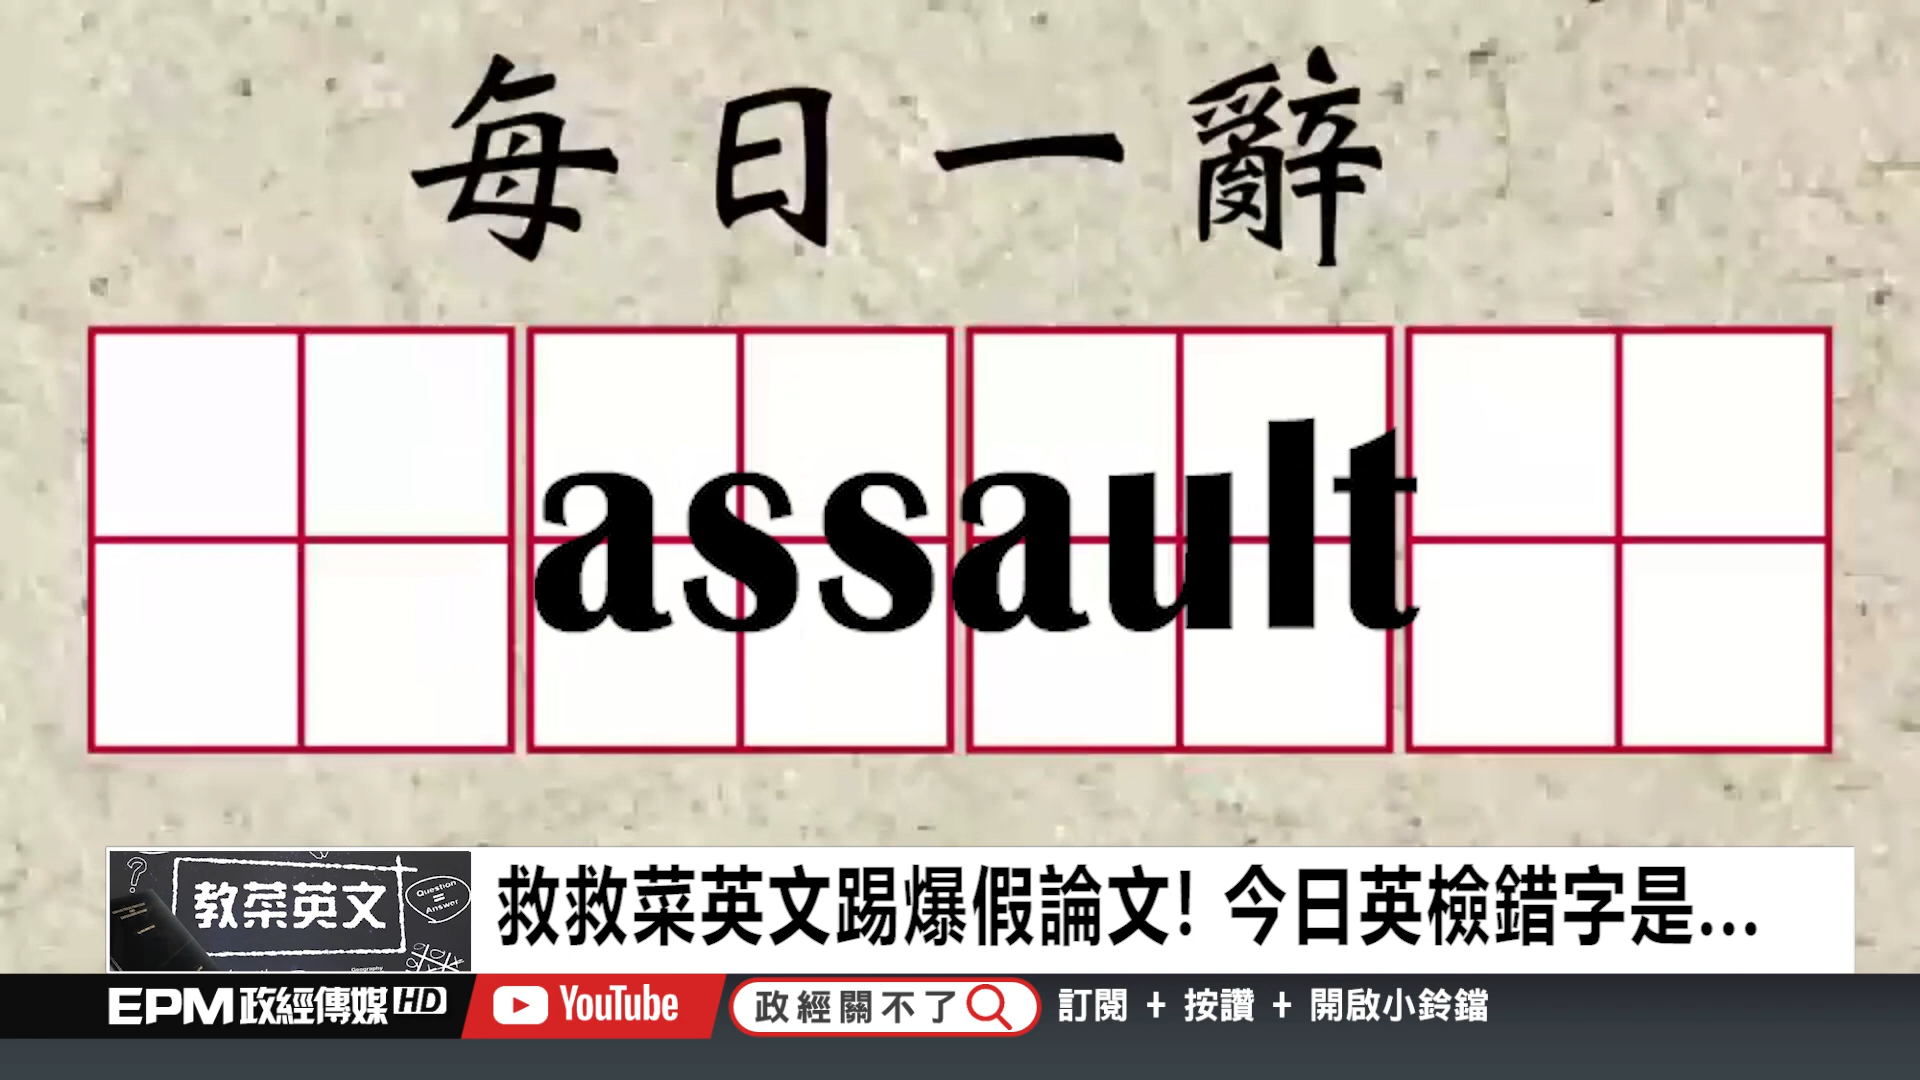 每日一辭
assault
教菜英文
Question
=
Answer
救救菜英文踢爆假論文! 今日英檢錯字是...
EPM政經傳媒HD
YouTube
政經關不了
訂閱 + 按讚 + 開啟小鈴鐺